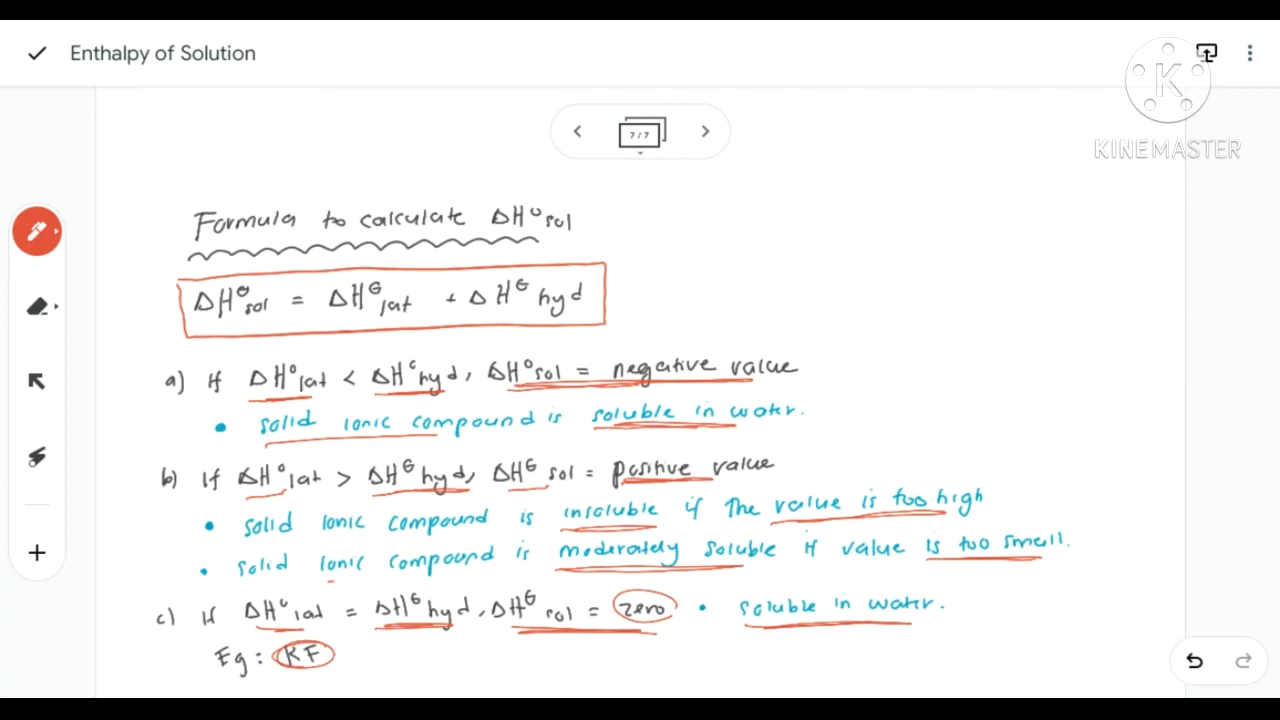 Enthalpy of Solution
7/7
KINEMASTER
Formula to calculate ΔH°sol
ΔH°sol = ΔH°lat + ΔH°hyd
a) If ΔH°lat < ΔH°hyd, ΔH°sol = negative value
• solid ionic compound is soluble in water.
b) If ΔH°lat > ΔH°hyd, ΔH°sol = positive value
• solid ionic compound is insoluble if the value is too high
• solid ionic compound is moderately soluble if value is too small.
c) If ΔH°lat = ΔH°hyd, ΔH°sol = zero • soluble in water.
Eg: KF